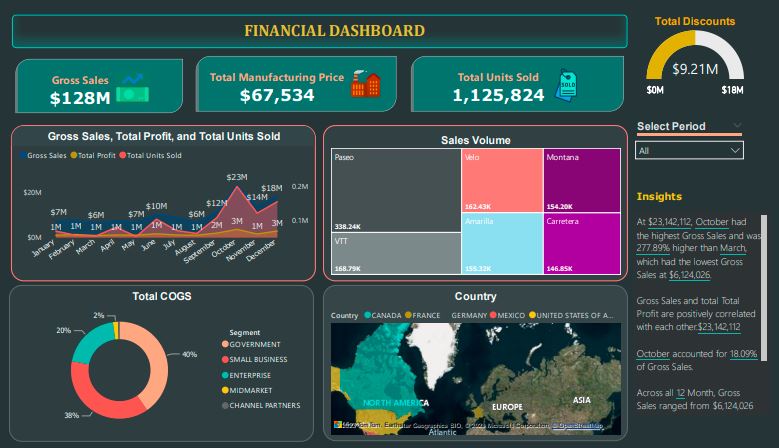 FINANCIAL DASHBOARD
Gross Sales
$128M
Total Manufacturing Price
$67,534
Total Units Sold
1,125,824
SOLD
Total Discounts
$9.21M
$0M
$18M
Select Period
All
Gross Sales, Total Profit, and Total Units Sold
Gross Sales Total Profit Total Units Sold
$20M
$0M
0.2M
0.1M
$7M
$6M
$7M
$10M
$6M
$12M
$23M
$14M
$18M
1M 1M 1M 1M 1M 1M 1M 1M 2M 3M 1M 3M
January
February
March
April
May
June
July
August
September
October
November
December
Sales Volume
Paseo
338.24K
VTT
168.79K
Velo
162.43K
Montana
154.20K
Amarilla
155.32K
Carretera
146.85K
Insights
At $23,142,112, October had
the highest Gross Sales and was
277.89% higher than March,
which had the lowest Gross
Sales at $6,124,026.
Gross Sales and total Total
Profit are positively correlated
with each other.$23,142,112
October accounted for 18.09%
of Gross Sales.
Across all 12 Month, Gross
Sales ranged from $6,124,026
Total COGS
2%
20%
40%
38%
Segment
GOVERNMENT
SMALL BUSINESS
ENTERPRISE
MIDMARKET
CHANNEL PARTNERS
Country
Country CANADA FRANCE GERMANY MEXICO UNITED STATES OF A...
NORTH AMERICA
EUROPE
ASIA
Atlantic
Earthstar Geographics SIO, © 2023 Microsoft Corporation, © OpenStreetMap